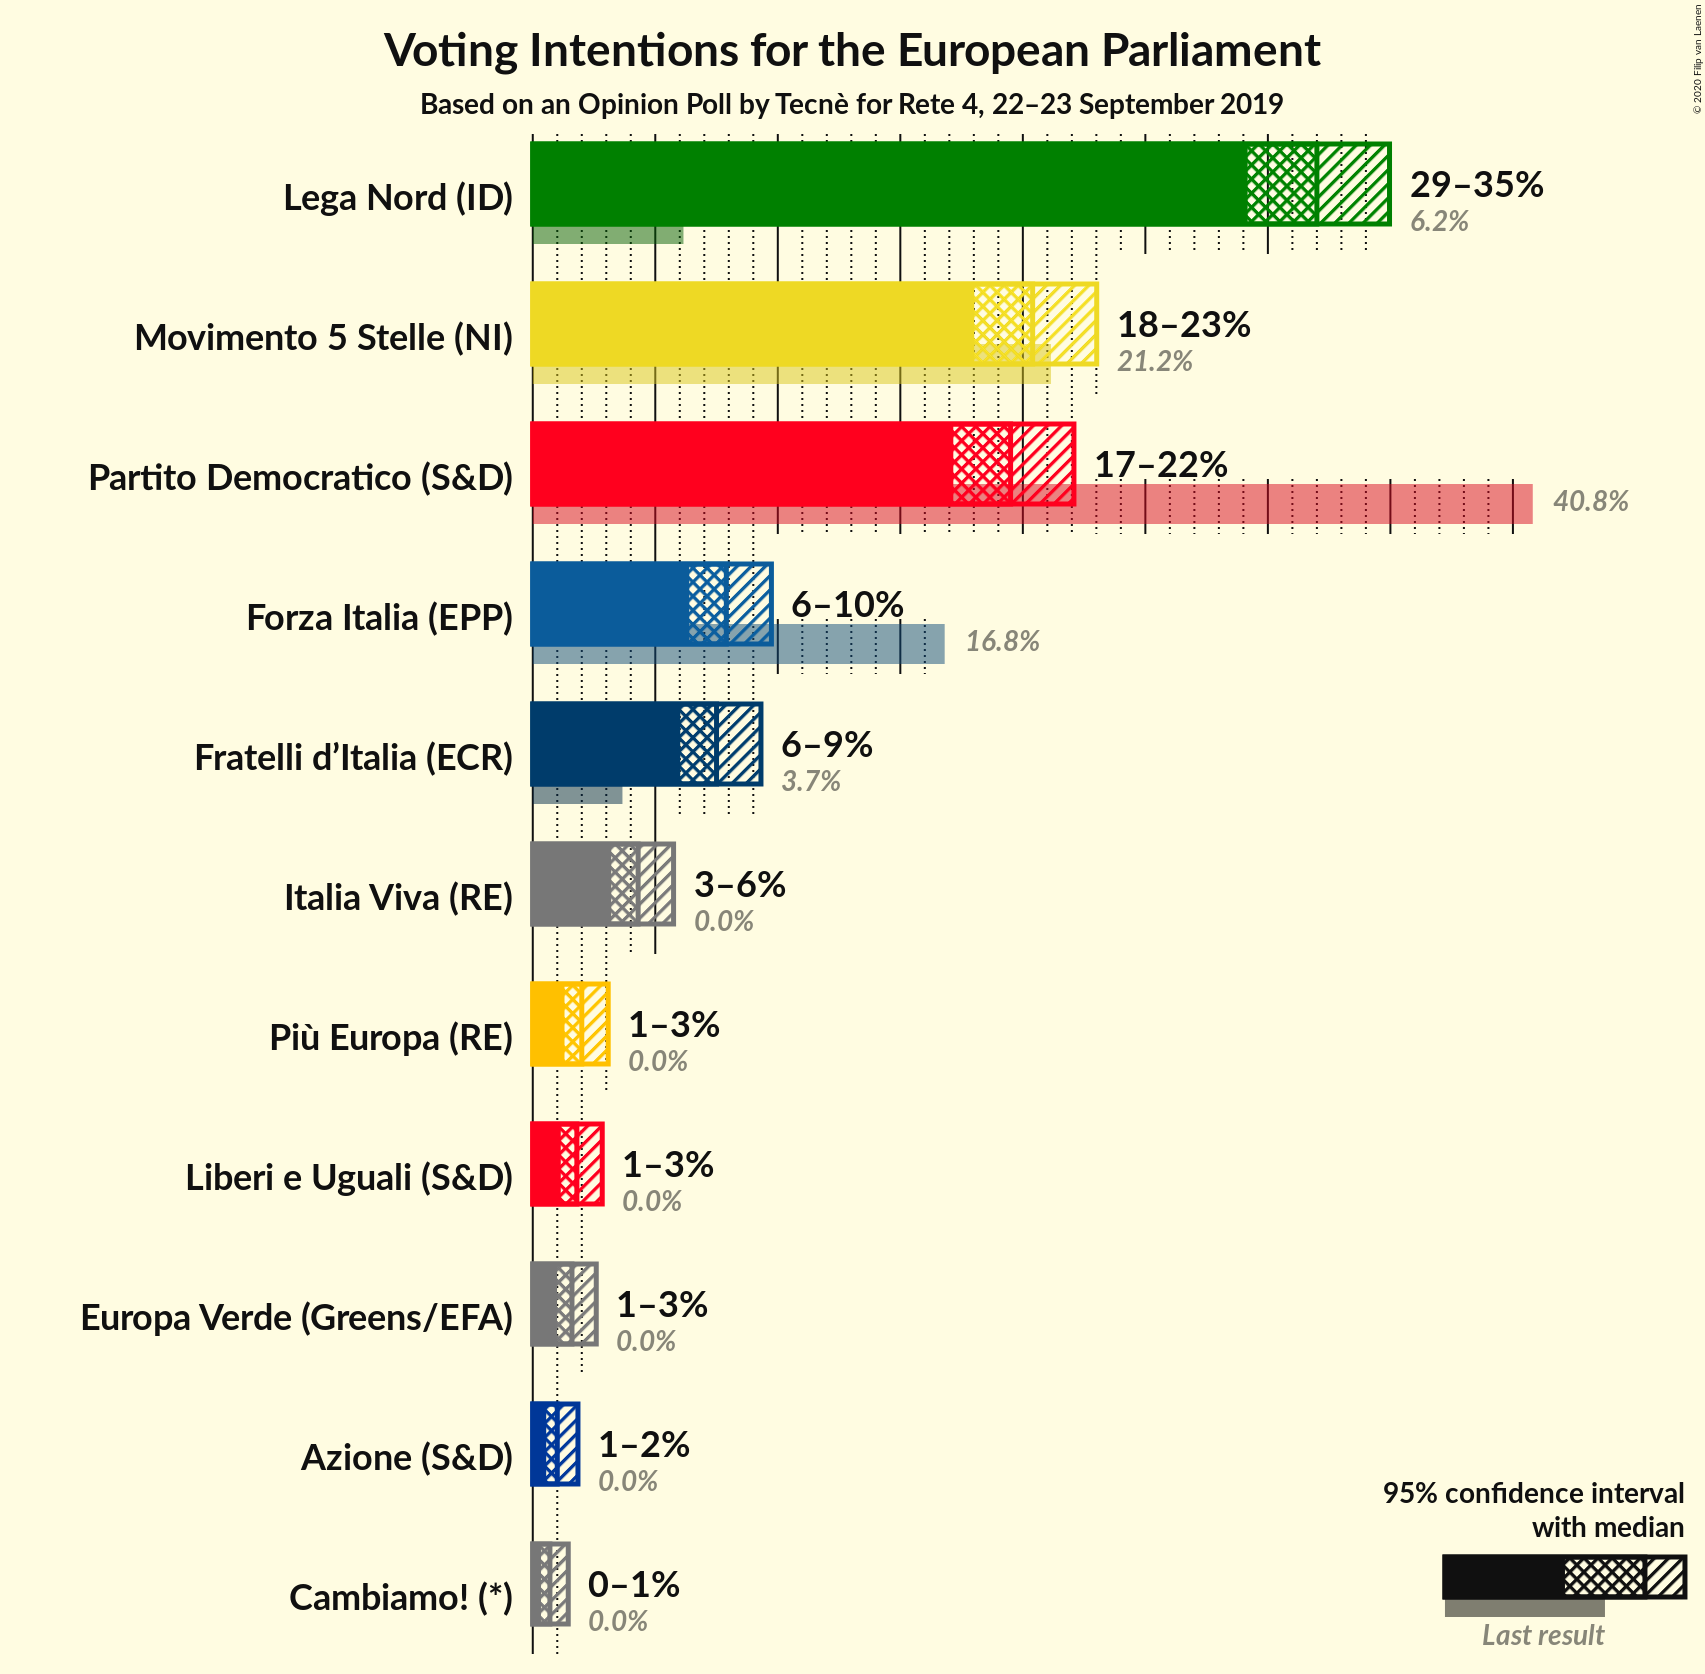 Voting Intentions for the European Parliament
Based on an Opinion Poll by Tecnè for Rete 4, 22–23 September 2019
© 2020 Filip van Laenen
Lega Nord (ID)
29–35%
6.2%
Movimento 5 Stelle (NI)
18–23%
21.2%
Partito Democratico (S&D)
17–22%
40.8%
Forza Italia (EPP)
6–10%
16.8%
Fratelli d’Italia (ECR)
6–9%
3.7%
Italia Viva (RE)
3–6%
0.0%
Più Europa (RE)
1–3%
0.0%
Liberi e Uguali (S&D)
1–3%
0.0%
Europa Verde (Greens/EFA)
1–3%
0.0%
Azione (S&D)
1–2%
0.0%
Cambiamo! (*)
0–1%
0.0%
95% confidence interval
with median
Last result